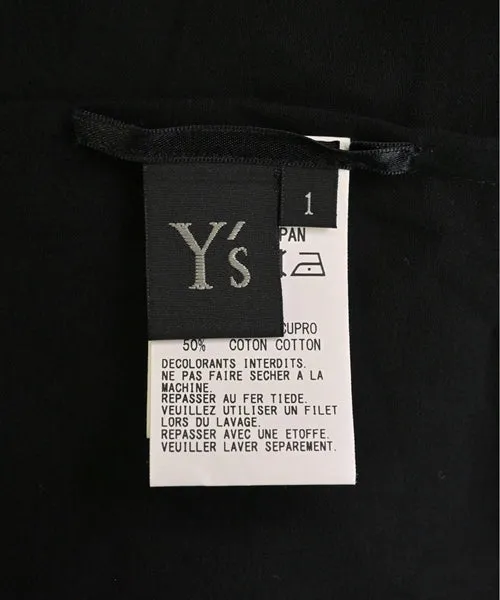 Y's
1
PAN
CUPRO
50% COTON COTTON
DECOLORANTS INTERDITS.
NE PAS FAIRE SECHER A LA
MACHINE.
REPASSER AU FER TIEDE.
VEUILLEZ UTILISER UN FILET
LORS DU LAVAGE.
REPASSER AVEC UNE ETOFFE.
VEUILLER LAVER SEPAREMENT.